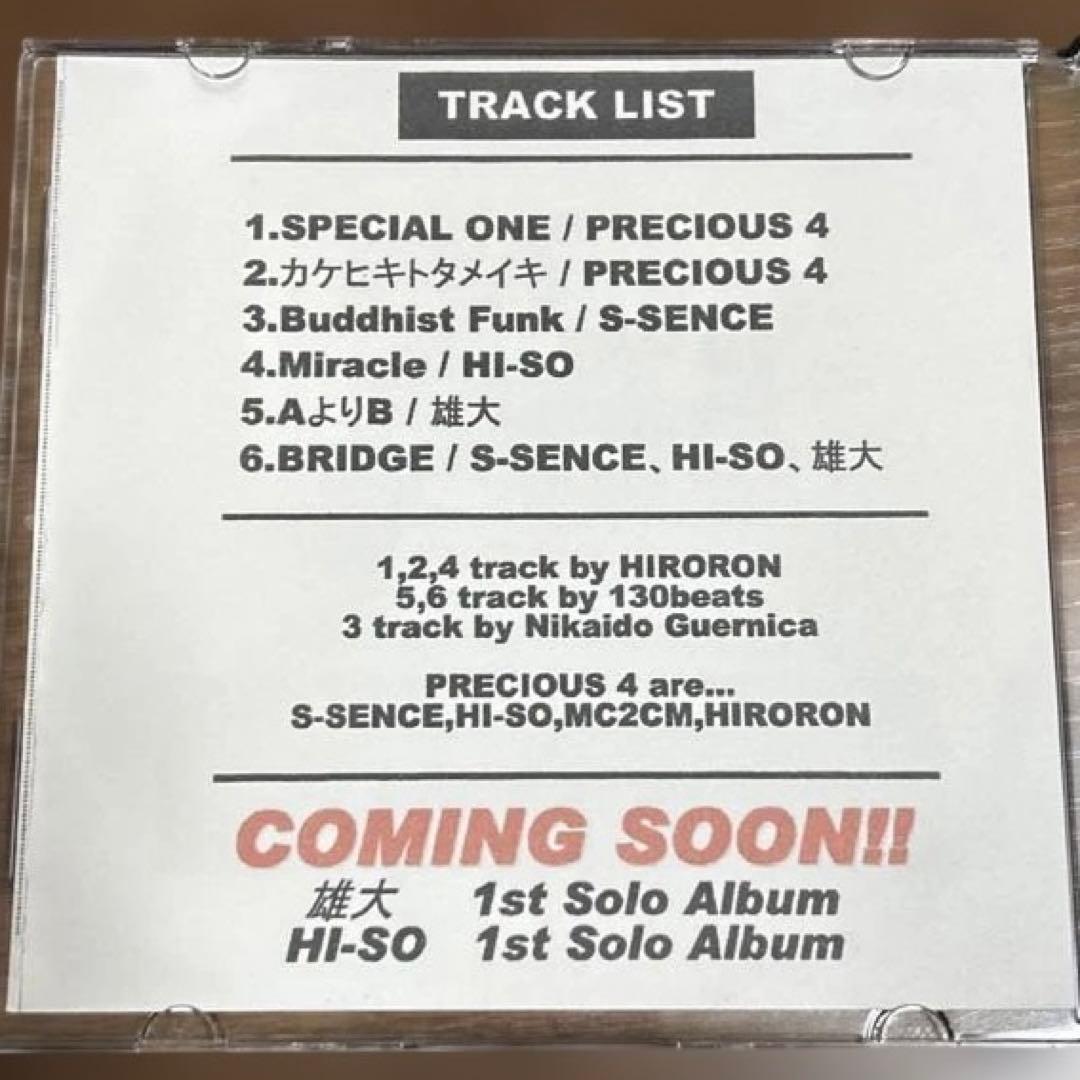 TRACK LIST
1.SPECIAL ONE / PRECIOUS 4
2.カケヒキトタメイキ / PRECIOUS 4
3.Buddhist Funk / S-SENCE
4.Miracle / HI-SO
5.AよりB / 雄大
6.BRIDGE / S-SENCE、HI-SO、雄大
1,2,4 track by HIRORON
5,6 track by 130beats
3 track by Nikaido Guernica
PRECIOUS 4 are...
S-SENCE,HI-SO,MC2CM,HIRORON
COMING SOON!!
雄大 1st Solo Album
HI-SO 1st Solo Album